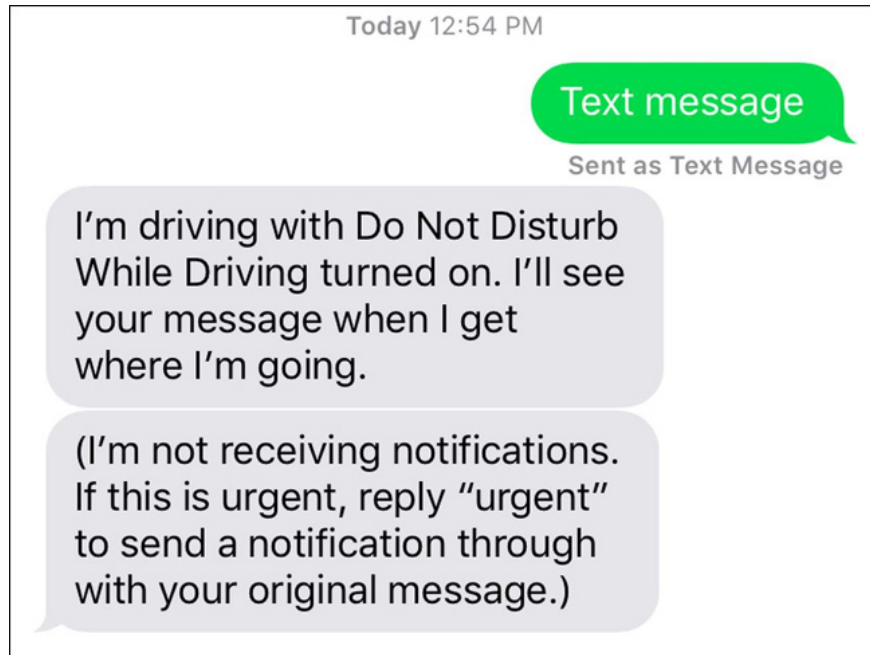 Today 12:54 PM
Text message
Sent as Text Message
I’m driving with Do Not Disturb
While Driving turned on. I’ll see
your message when I get
where I’m going.
(I’m not receiving notifications.
If this is urgent, reply “urgent”
to send a notification through
with your original message.)